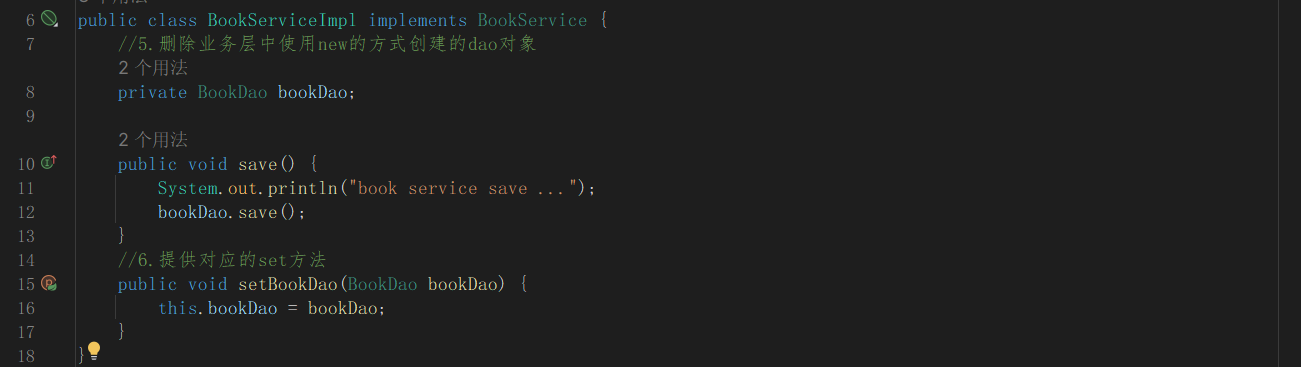 6 public class BookServiceImpl implements BookService {
7 //5.删除业务层中使用new的方式创建的dao对象
2 个用法
8 private BookDao bookDao;
9
2 个用法
10 public void save() {
11 System.out.println("book service save ...");
12 bookDao.save();
13 }
14 //6.提供对应的set方法
15 public void setBookDao(BookDao bookDao) {
16 this.bookDao = bookDao;
17 }
18 }